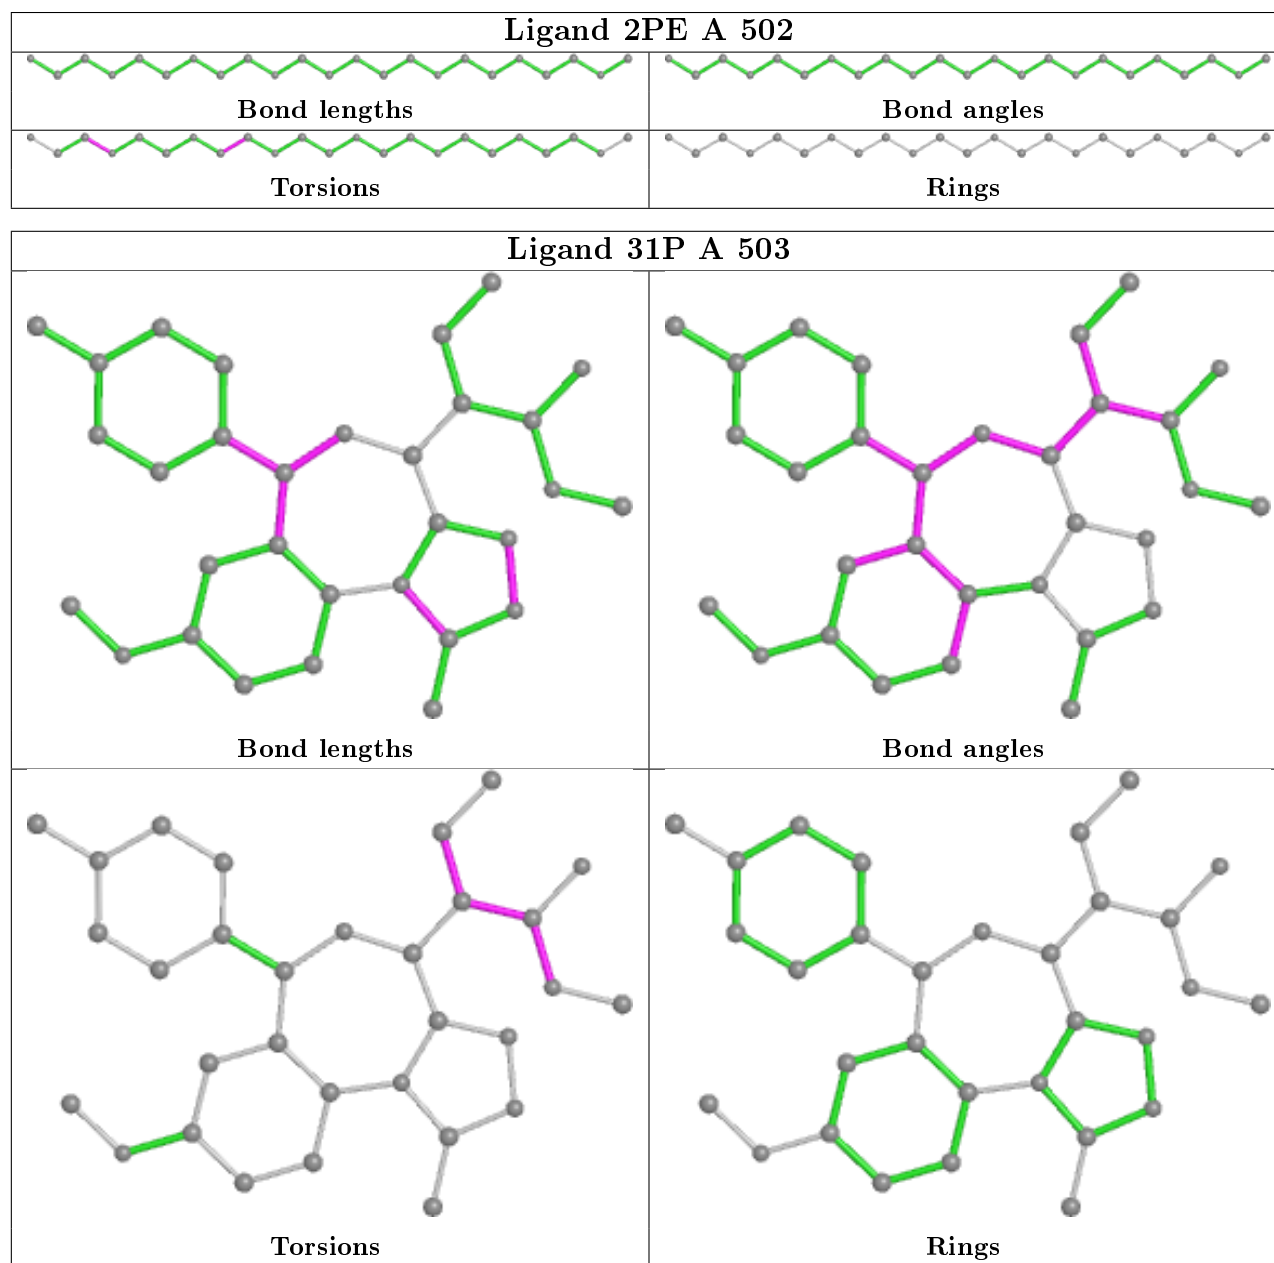 Ligand 2PE A 502
Bond lengths
Bond angles
Torsions
Rings
Ligand 31P A 503
Bond lengths
Bond angles
Torsions
Rings